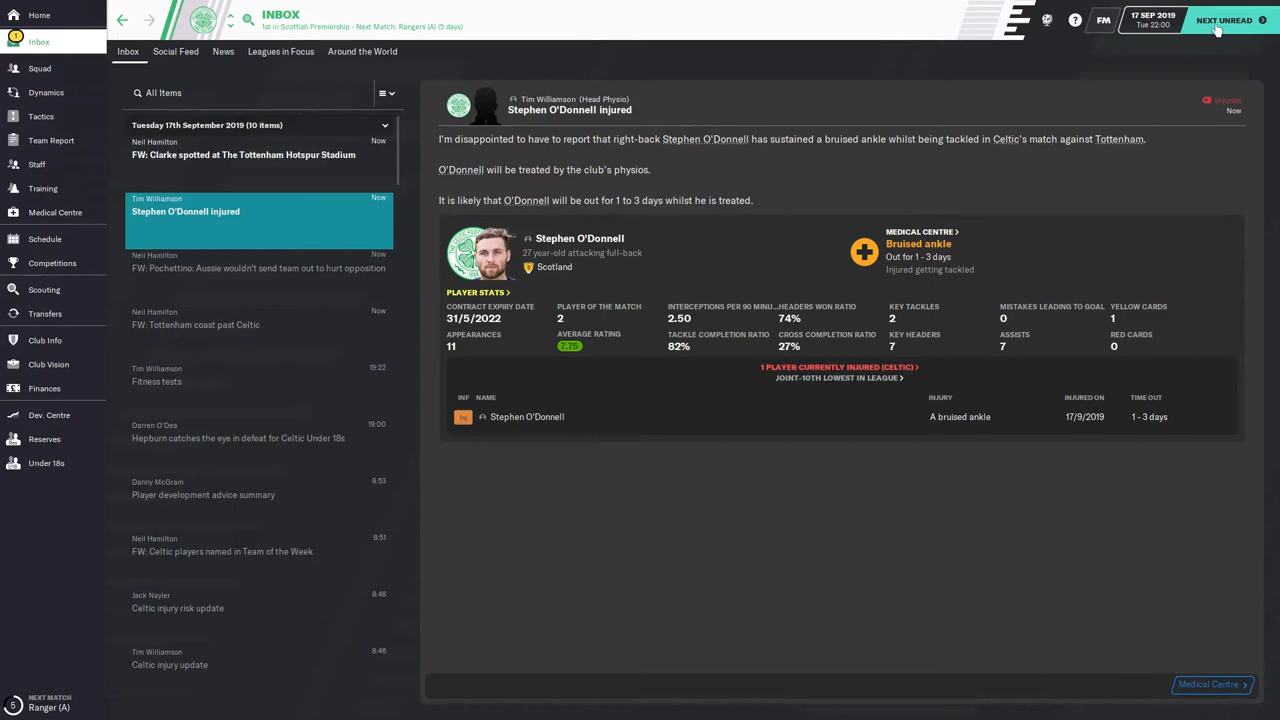 Home
1
Inbox
Squad
Dynamics
Tactics
Team Report
Staff
Training
Medical Centre
Schedule
Competitions
Scouting
Transfers
Club Info
Club Vision
Finances
Dev. Centre
Reserves
Under 18s
5
NEXT MATCH
Ranger (A)
INBOX
1st in Scottish Premiership - Next Match: Rangers (A) (5 days)
?
FM
17 SEP 2019
Tue 22:00
NEXT UNREAD
Inbox
Social Feed
News
Leagues in Focus
Around the World
All Items
Tuesday 17th September 2019 (10 items)
Neil Hamilton
Now
FW: Clarke spotted at The Tottenham Hotspur Stadium
Tim Williamson
Now
Stephen O'Donnell injured
Neil Hamilton
Now
FW: Pochettino: Aussie wouldn't send team out to hurt opposition
Neil Hamilton
Now
FW: Tottenham coast past Celtic
Tim Williamson
19:22
Fitness tests
Darren O'Dea
19:00
Hepburn catches the eye in defeat for Celtic Under 18s
Danny McGrain
8:53
Player development advice summary
Neil Hamilton
8:51
FW: Celtic players named in Team of the Week
Jack Nayler
8:48
Celtic injury risk update
Tim Williamson
8:46
Celtic injury update
Tim Williamson (Head Physio)
Stephen O'Donnell injured
Injuries
Now
I'm disappointed to have to report that right-back Stephen O'Donnell has sustained a bruised ankle whilst being tackled in Celtic's match against Tottenham.
O'Donnell will be treated by the club's physios.
It is likely that O'Donnell will be out for 1 to 3 days whilst he is treated.
Stephen O'Donnell
27 year-old attacking full-back
Scotland
MEDICAL CENTRE >
Bruised ankle
Out for 1 - 3 days
Injured getting tackled
PLAYER STATS >
CONTRACT EXPIRY DATE
31/5/2022
PLAYER OF THE MATCH
2
INTERCEPTIONS PER 90 MINU...
2.50
HEADERS WON RATIO
74%
KEY TACKLES
2
MISTAKES LEADING TO GOAL
0
YELLOW CARDS
1
APPEARANCES
11
AVERAGE RATING
7.75
TACKLE COMPLETION RATIO
82%
CROSS COMPLETION RATIO
27%
KEY HEADERS
7
ASSISTS
7
RED CARDS
0
1 PLAYER CURRENTLY INJURED (CELTIC) >
JOINT-10TH LOWEST IN LEAGUE >
INF
NAME
INJURY
INJURED ON
TIME OUT
Inj
Stephen O'Donnell
A bruised ankle
17/9/2019
1 - 3 days
Medical Centre >